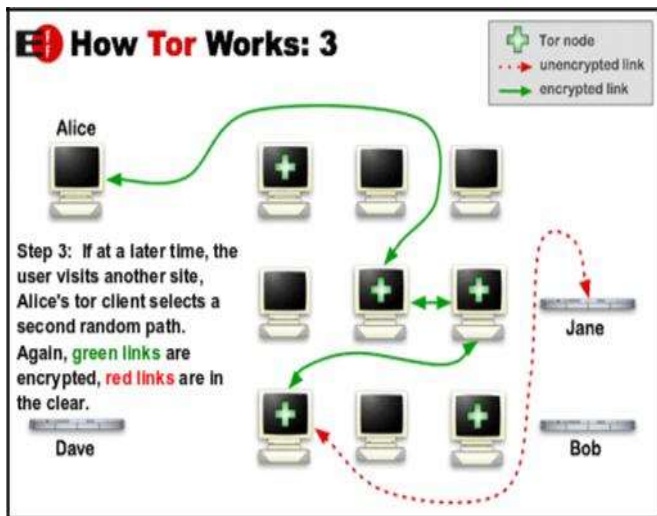 EFF How Tor Works: 3
Tor node
unencrypted link
encrypted link
Alice
Step 3: If at a later time, the
user visits another site,
Alice's tor client selects a
second random path.
Again, green links are
encrypted, red links are in
the clear.
Jane
Dave
Bob